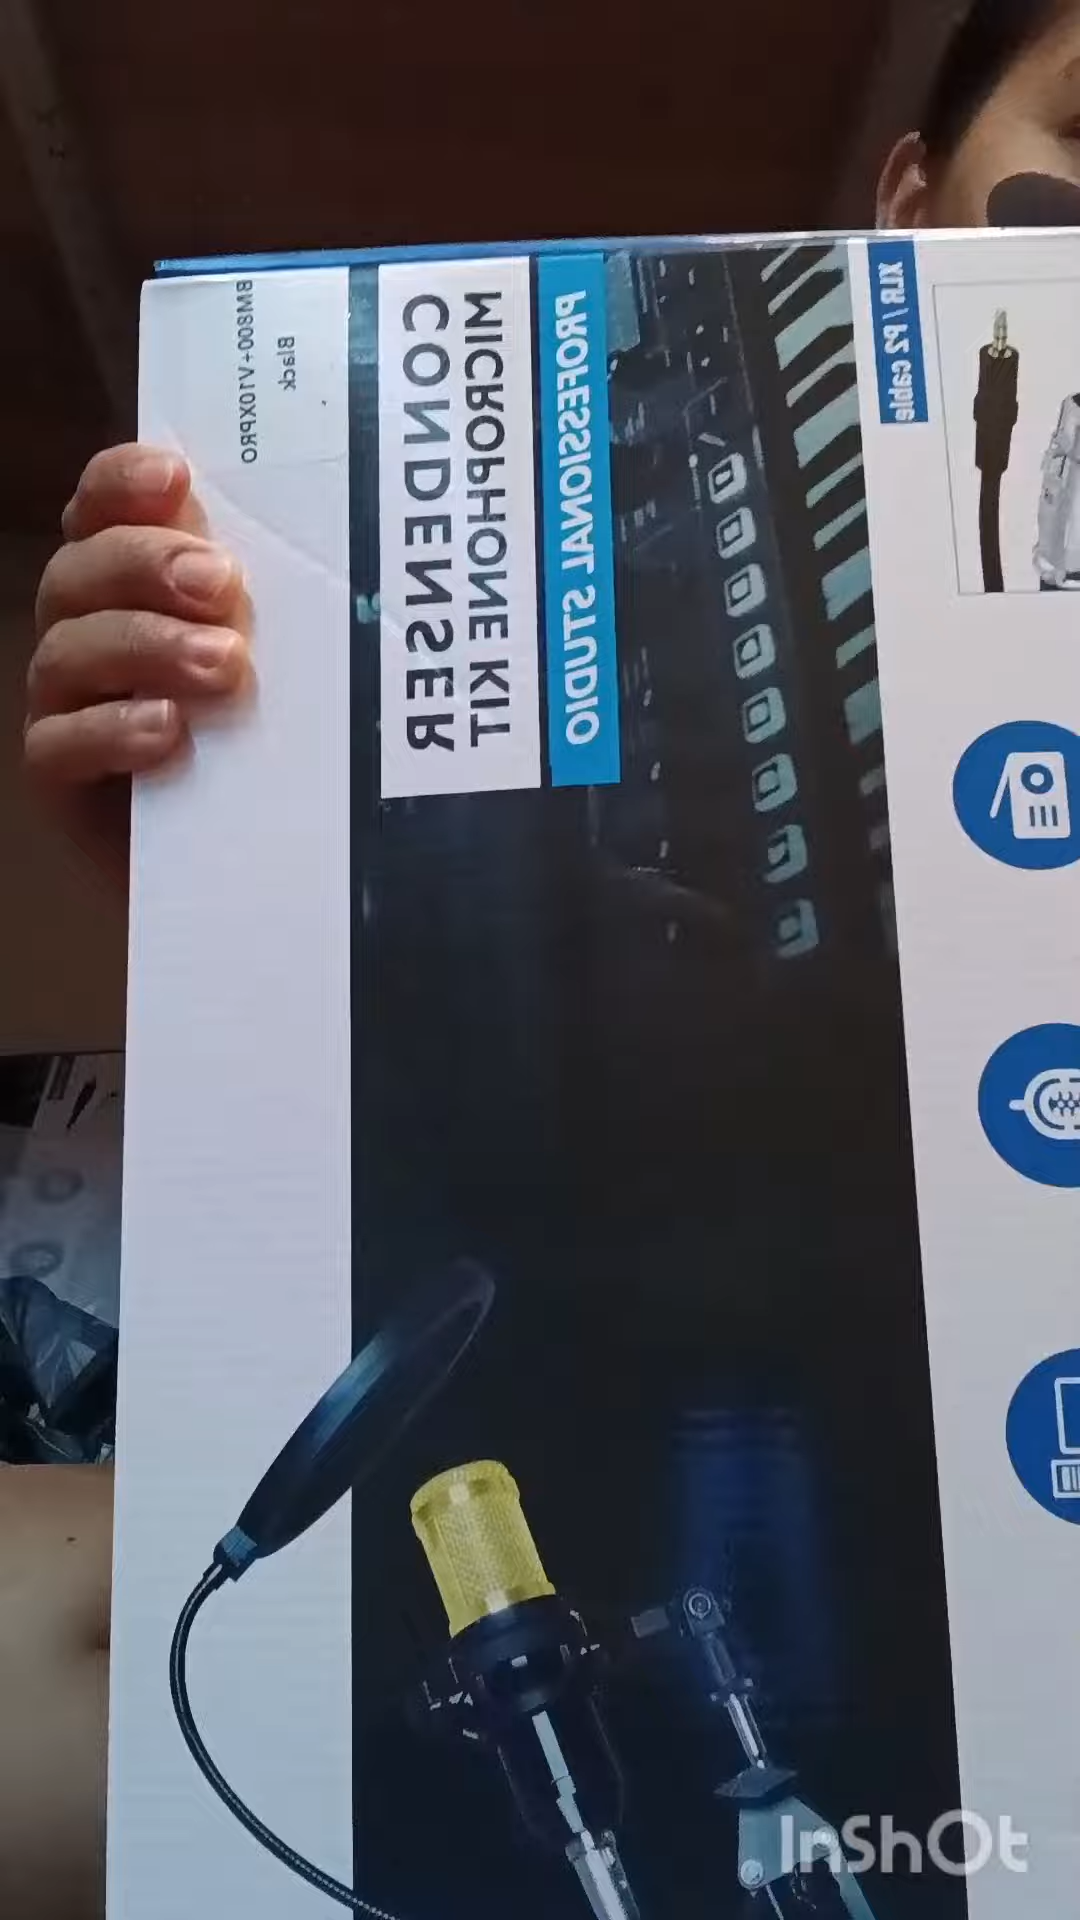 BM800+V10XPRO
Black
CONDENSER
MICROPHONE KIT
PROFESSIONAL STUDIO
XLR / P2 cable
InShOt